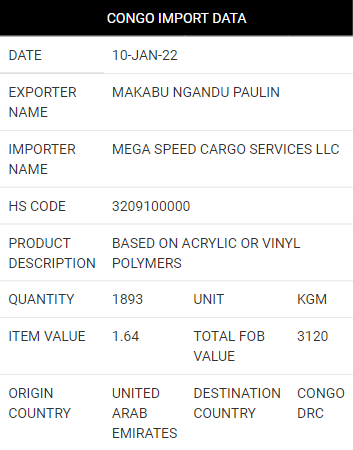 CONGO IMPORT DATA
DATE 10-JAN-22
EXPORTER NAME MAKABU NGANDU PAULIN
IMPORTER NAME MEGA SPEED CARGO SERVICES LLC
HS CODE 3209100000
PRODUCT DESCRIPTION BASED ON ACRYLIC OR VINYL POLYMERS
QUANTITY 1893 UNIT KGM
ITEM VALUE 1.64 TOTAL FOB VALUE 3120
ORIGIN COUNTRY UNITED ARAB EMIRATES DESTINATION COUNTRY CONGO DRC